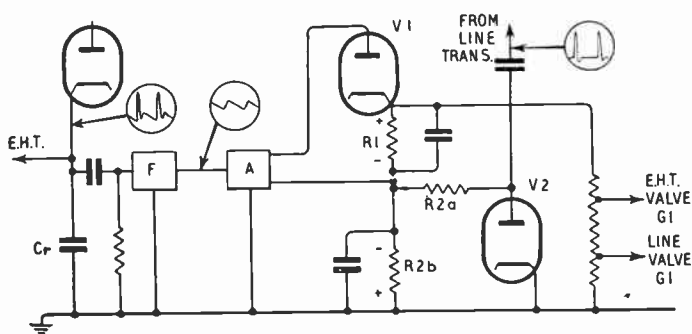 V1
FROM
LINE
TRANS.
+
R1
-
E.H.T.
F
A
R2a
V2
E.H.T.
VALVE
G1
Cr
-
R2b
+
LINE
VALVE
G1